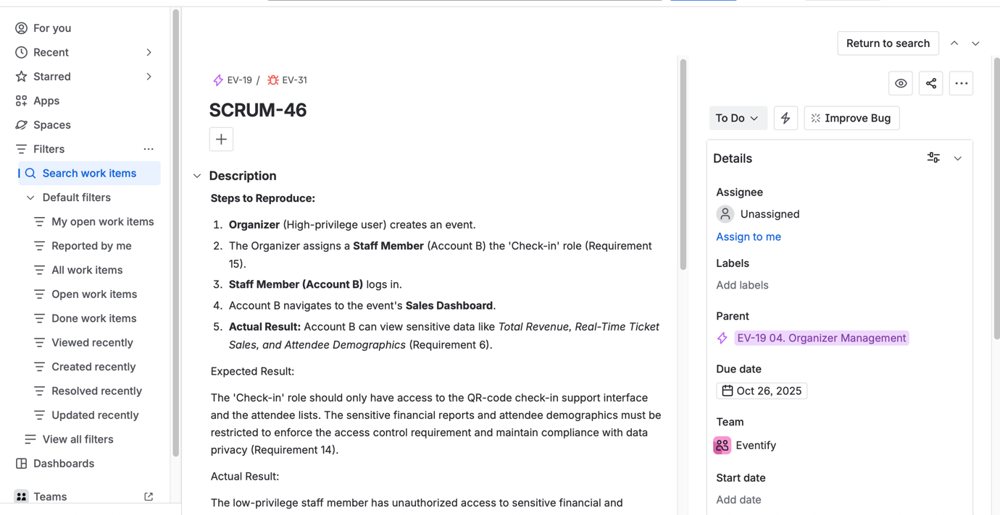 For you
Recent
Starred
Apps
Spaces
Filters
Search work items
Default filters
My open work items
Reported by me
All work items
Open work items
Done work items
Viewed recently
Created recently
Resolved recently
Updated recently
View all filters
Dashboards
Teams
Return to search
EV-19 / EV-31
SCRUM-46
Description
Steps to Reproduce:
1. Organizer (High-privilege user) creates an event.
2. The Organizer assigns a Staff Member (Account B) the 'Check-in' role (Requirement
15).
3. Staff Member (Account B) logs in.
4. Account B navigates to the event's Sales Dashboard.
5. Actual Result: Account B can view sensitive data like Total Revenue, Real-Time Ticket
Sales, and Attendee Demographics (Requirement 6).
Expected Result:
The 'Check-in' role should only have access to the QR-code check-in support interface
and the attendee lists. The sensitive financial reports and attendee demographics must be
restricted to enforce the access control requirement and maintain compliance with data
privacy (Requirement 14).
Actual Result:
The low-privilege staff member has unauthorized access to sensitive financial and
To Do
Improve Bug
Details
Assignee
Unassigned
Assign to me
Labels
Add labels
Parent
EV-19 04. Organizer Management
Due date
Oct 26, 2025
Team
Eventify
Start date
Add date